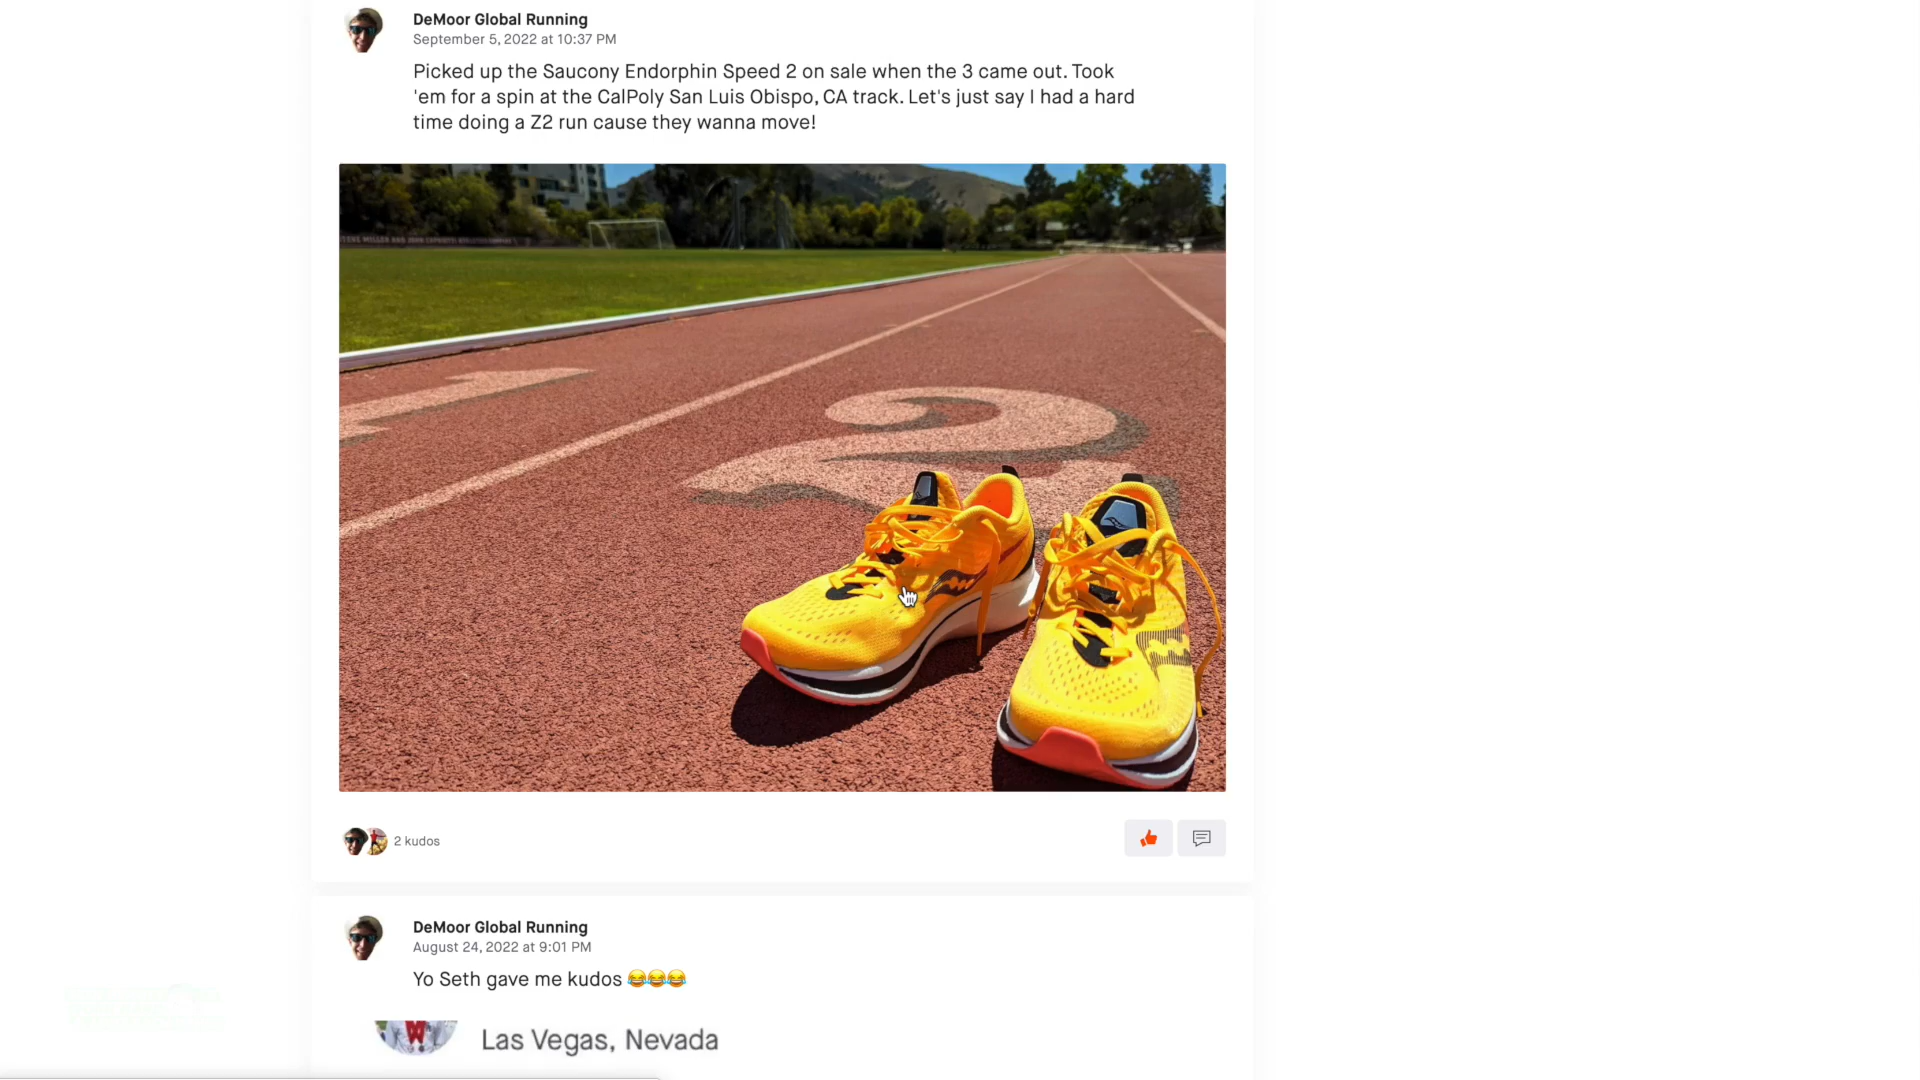 DeMoor Global Running
September 5, 2022 at 10:37 PM
Picked up the Saucony Endorphin Speed 2 on sale when the 3 came out. Took
'em for a spin at the CalPoly San Luis Obispo, CA track. Let's just say I had a hard
time doing a Z2 run cause they wanna move!
1
2
2 kudos
DeMoor Global Running
August 24, 2022 at 9:01 PM
Yo Seth gave me kudos 😂😂😂
W
Las Vegas, Nevada